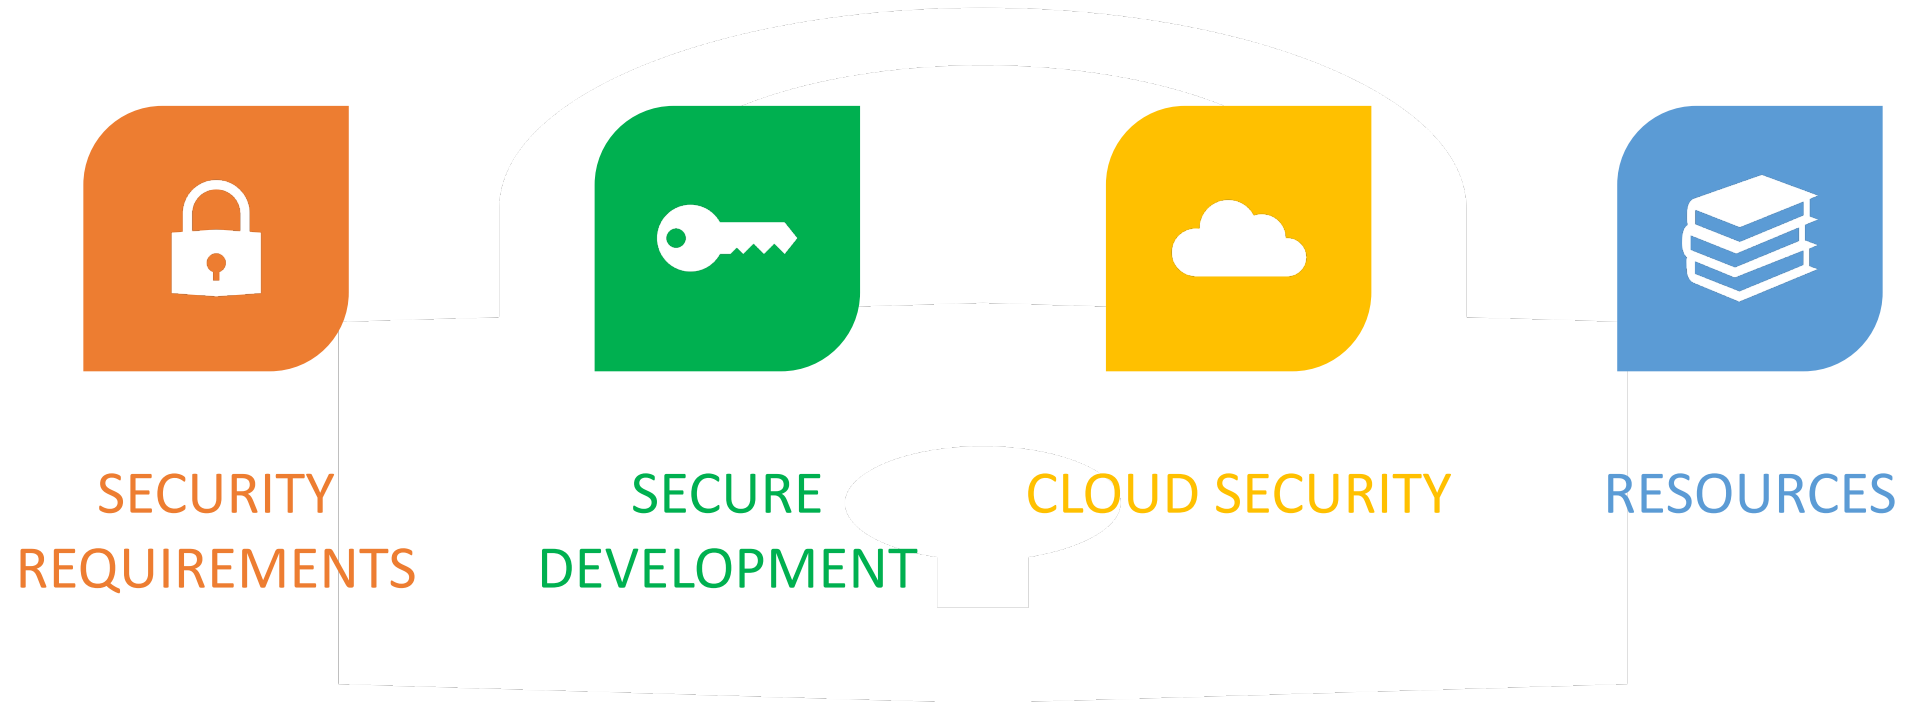 SECURITY
REQUIREMENTS
SECURE
DEVELOPMENT
CLOUD SECURITY
RESOURCES